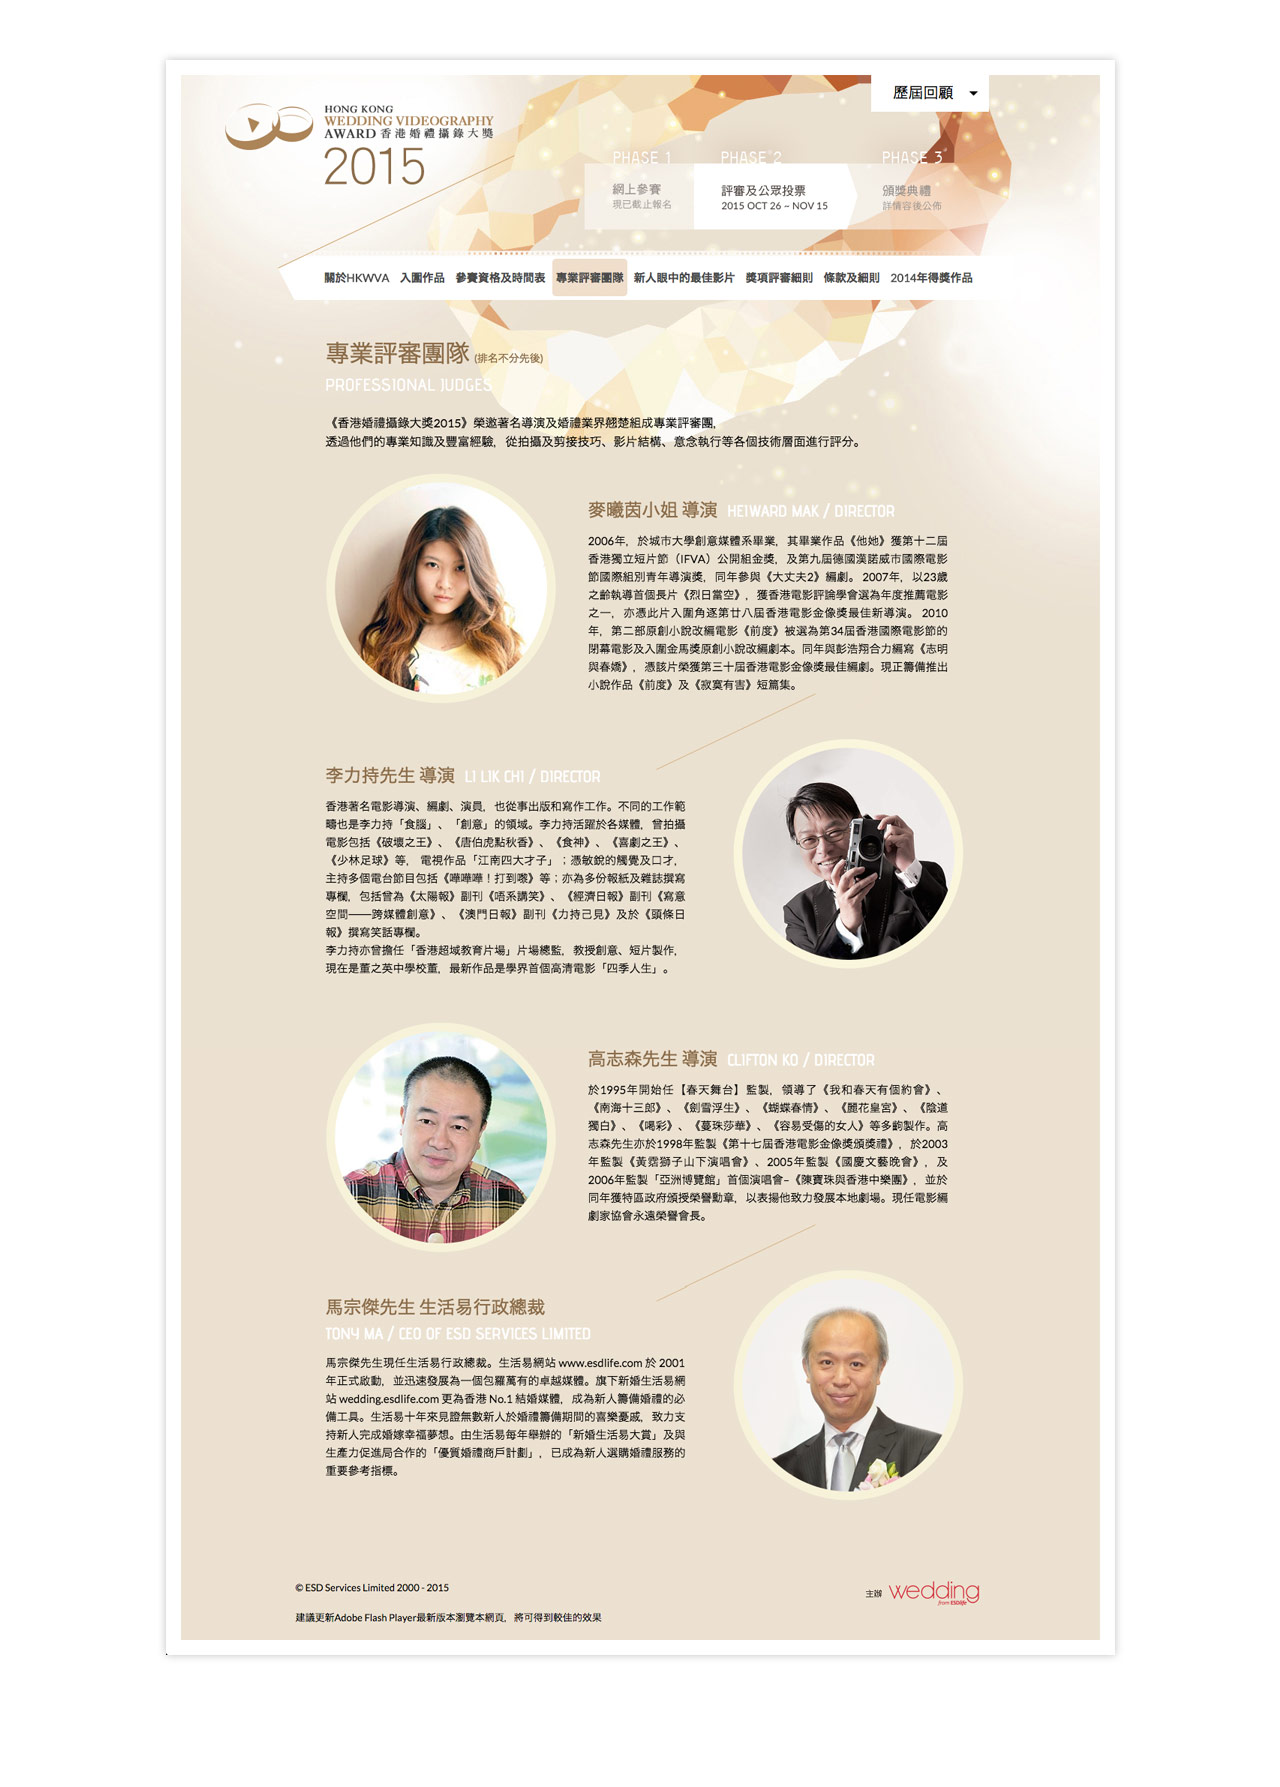 歷屆回顧
HONG KONG
WEDDING VIDEOGRAPHY
AWARD 香港婚禮攝錄大獎
2015
PHASE 1
網上參賽
現已截止報名
PHASE 2
評審及公眾投票
2015 OCT 26 ~ NOV 15
PHASE 3
頒獎典禮
詳情容後公佈
關於HKWVA 入圍作品 參賽資格及時間表 專業評審團隊 新人眼中的最佳影片 獎項評審細則 條款及細則 2014年得獎作品
專業評審團隊 (排名不分先後)
PROFESSIONAL JUDGES
《香港婚禮攝錄大獎2015》榮邀著名導演及婚禮業界翹楚組成專業評審團,
透過他們的專業知識及豐富經驗,從拍攝及剪接技巧、影片結構、意念執行等各個技術層面進行評分。
麥曦茵小姐 導演 HEIWARD MAK / DIRECTOR
2006年,於城市大學創意媒體系畢業,其畢業作品《他她》獲第十二屆
香港獨立短片節(IFVA)公開組金獎,及第九屆德國漢諾威市國際電影
節國際組別青年導演獎,同年參與《大丈夫2》編劇。2007年,以23歲
之齡執導首個長片《烈日當空》,獲香港電影評論學會選為年度推薦電影
之一,亦憑此片入圍角逐第廿八屆香港電影金像獎最佳新導演。2010
年,第二部原創小說改編電影《前度》被選為第34屆香港國際電影節的
閉幕電影及入圍金馬獎原創小說改編劇本。同年與彭浩翔合力編寫《志明
與春嬌》,憑該片榮獲第三十屆香港電影金像獎最佳編劇。現正籌備推出
小說作品《前度》及《寂寞有害》短篇集。
李力持先生 導演 LI LIK CHI / DIRECTOR
香港著名電影導演、編劇、演員,也從事出版和寫作工作。不同的工作範
疇也是李力持「食腦」、「創意」的領域。李力持活躍於各媒體,曾拍攝
電影包括《破壞之王》、《唐伯虎點秋香》、《食神》、《喜劇之王》、
《少林足球》等, 電視作品「江南四大才子」;憑敏銳的觸覺及口才,
主持多個電台節目包括《嘩嘩嘩!打到嚟》等;亦為多份報紙及雜誌撰寫
專欄,包括曾為《太陽報》副刊《唔系講笑》、《經濟日報》副刊《寫意
空間——跨媒體創意》、《澳門日報》副刊《力持己見》及於《頭條日
報》撰寫笑話專欄。
李力持亦曾擔任「香港超域教育片場」片場總監,教授創意、短片製作,
現在是董之英中學校董,最新作品是學界首個高清電影「四季人生」。
高志森先生 導演 CLIFTON KO / DIRECTOR
於1995年開始任【春天舞台】監製,領導了《我和春天有個約會》、
《南海十三郎》、《劍雪浮生》、《蝴蝶春情》、《麗花皇宮》、《陰道
獨白》、《喝彩》、《蔓珠莎華》、《容易受傷的女人》等多齣製作。高
志森先生亦於1998年監製《第十七屆香港電影金像獎頒獎禮》,於2003
年監製《黃霑獅子山下演唱會》、2005年監製《國慶文藝晚會》,及
2006年監製「亞洲博覽館」首個演唱會–《陳寶珠與香港中樂團》,並於
同年獲特區政府頒授榮譽勳章,以表揚他致力發展本地劇場。現任電影編
劇家協會永遠榮譽會長。
馬宗傑先生 生活易行政總裁
TONY MA / CEO OF ESD SERVICES LIMITED
馬宗傑先生現任生活易行政總裁。生活易網站 www.esdlife.com 於 2001
年正式啟動,並迅速發展為一個包羅萬有的卓越媒體。旗下新婚生活易網
站 wedding.esdlife.com 更為香港 No.1 結婚媒體,成為新人籌備婚禮的必
備工具。生活易十年來見證無數新人於婚禮籌備期間的喜樂憂戚,致力支
持新人完成婚嫁幸福夢想。由生活易每年舉辦的「新婚生活易大賞」及與
生產力促進局合作的「優質婚禮商戶計劃」,已成為新人選購婚禮服務的
重要參考指標。
© ESD Services Limited 2000 - 2015
主辦 wedding
from ESDlife
建議更新Adobe Flash Player最新版本瀏覽本網頁,將可得到較佳的效果